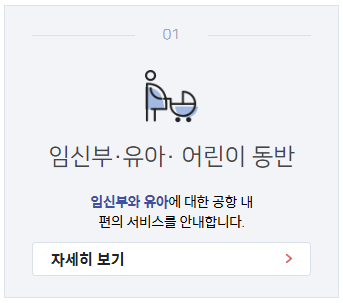 01
임신부·유아· 어린이 동반
임신부와 유아에 대한 공항 내
편의 서비스를 안내합니다.
자세히 보기